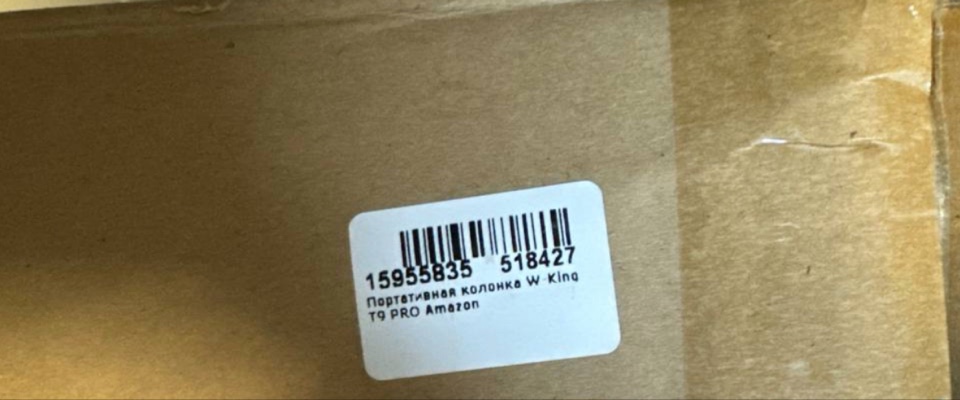 15955835 518427
Портативная колонка W-King
T9 PRO Amazon